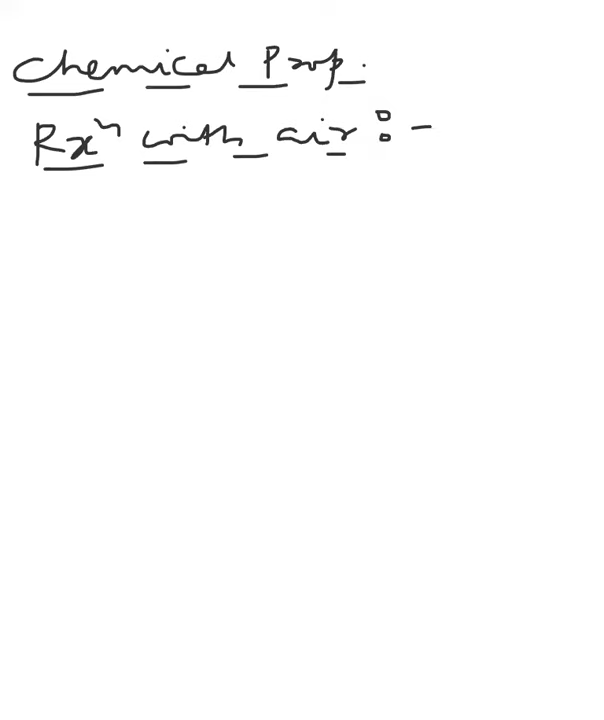 Chemical Prop.
Rxⁿ with air :-